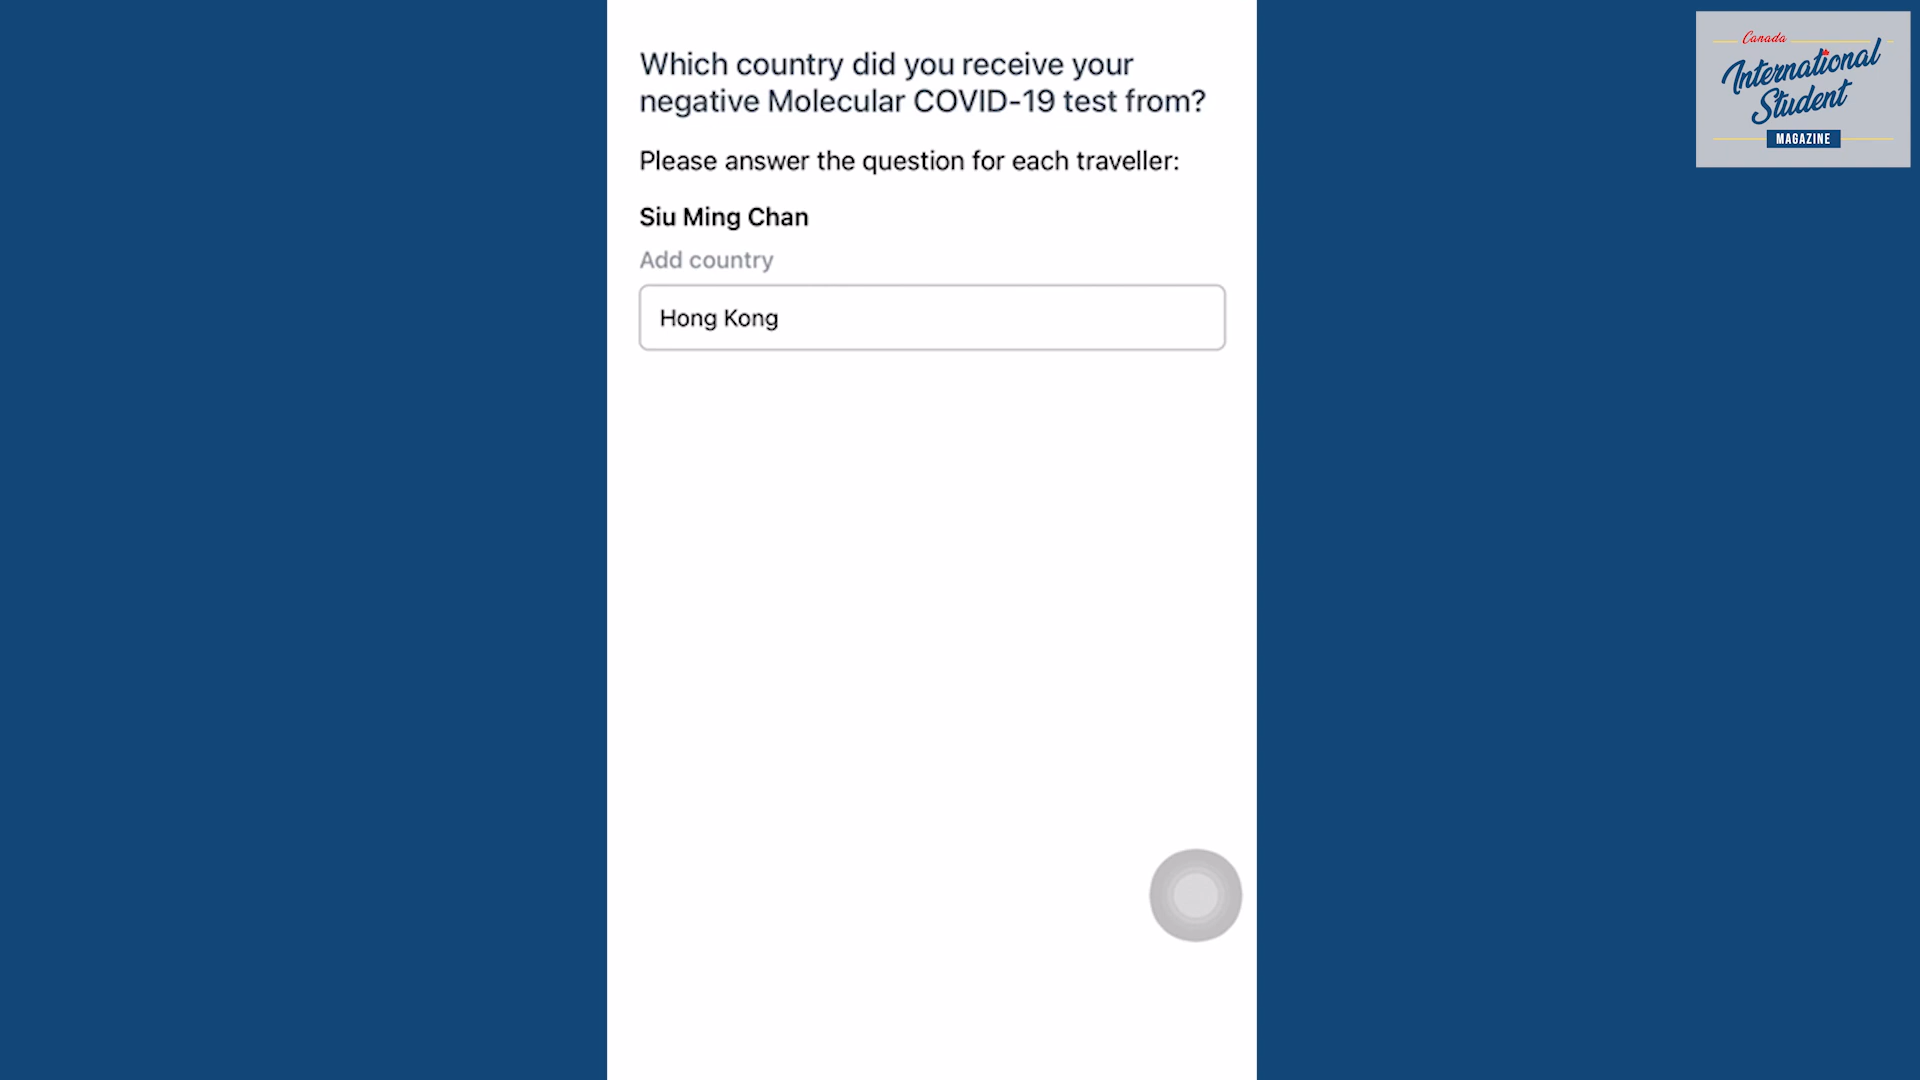 Which country did you receive your
negative Molecular COVID-19 test from?
Please answer the question for each traveller:
Siu Ming Chan
Add country
Hong Kong
Canada
International
Student
MAGAZINE